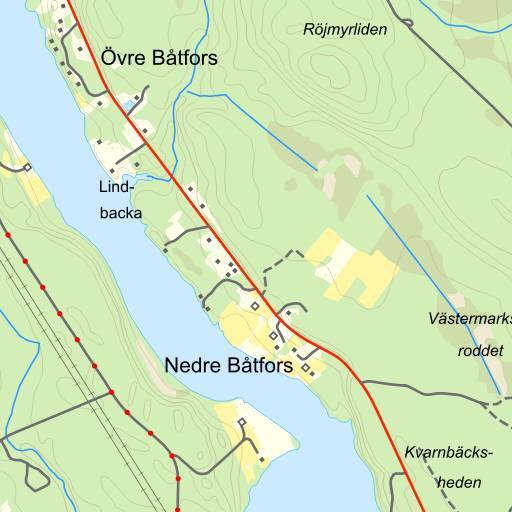 Röjmyrliden
Övre Båtfors
Lind-
backa
Västermarks
roddet
Nedre Båtfors
Kvarnbäcks-
heden